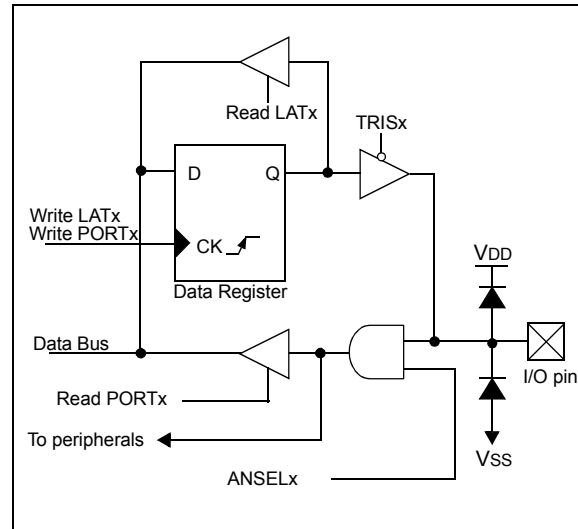 Read LATx
TRISx
D
Q
Write LATx
Write PORTx
CK
Data Register
VDD
Data Bus
I/O pin
Read PORTx
To peripherals
VSS
ANSELx